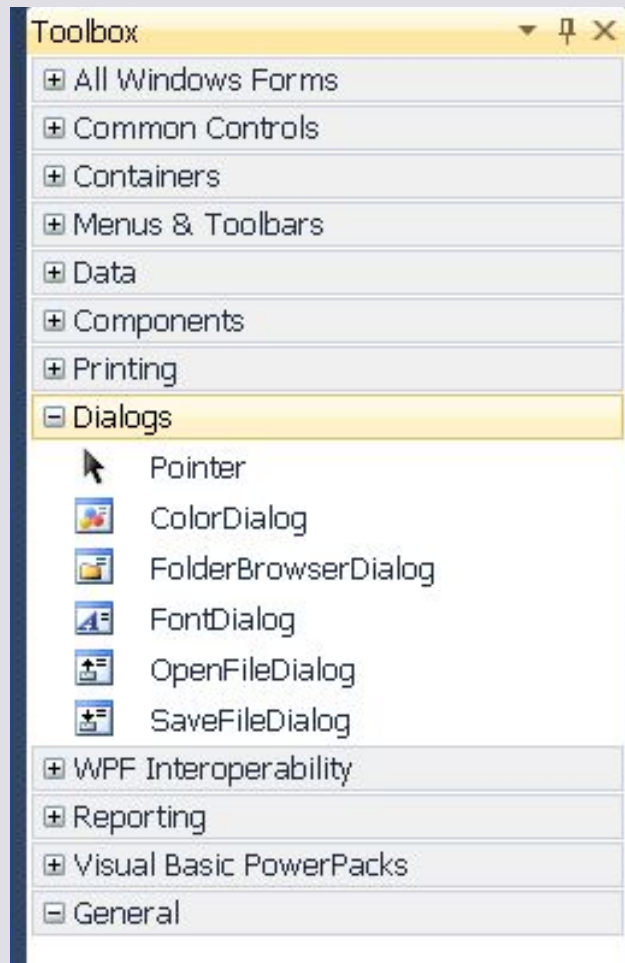 Toolbox
All Windows Forms
Common Controls
Containers
Menus & Toolbars
Data
Components
Printing
Dialogs
Pointer
ColorDialog
FolderBrowserDialog
FontDialog
OpenFileDialog
SaveFileDialog
WPF Interoperability
Reporting
Visual Basic PowerPacks
General